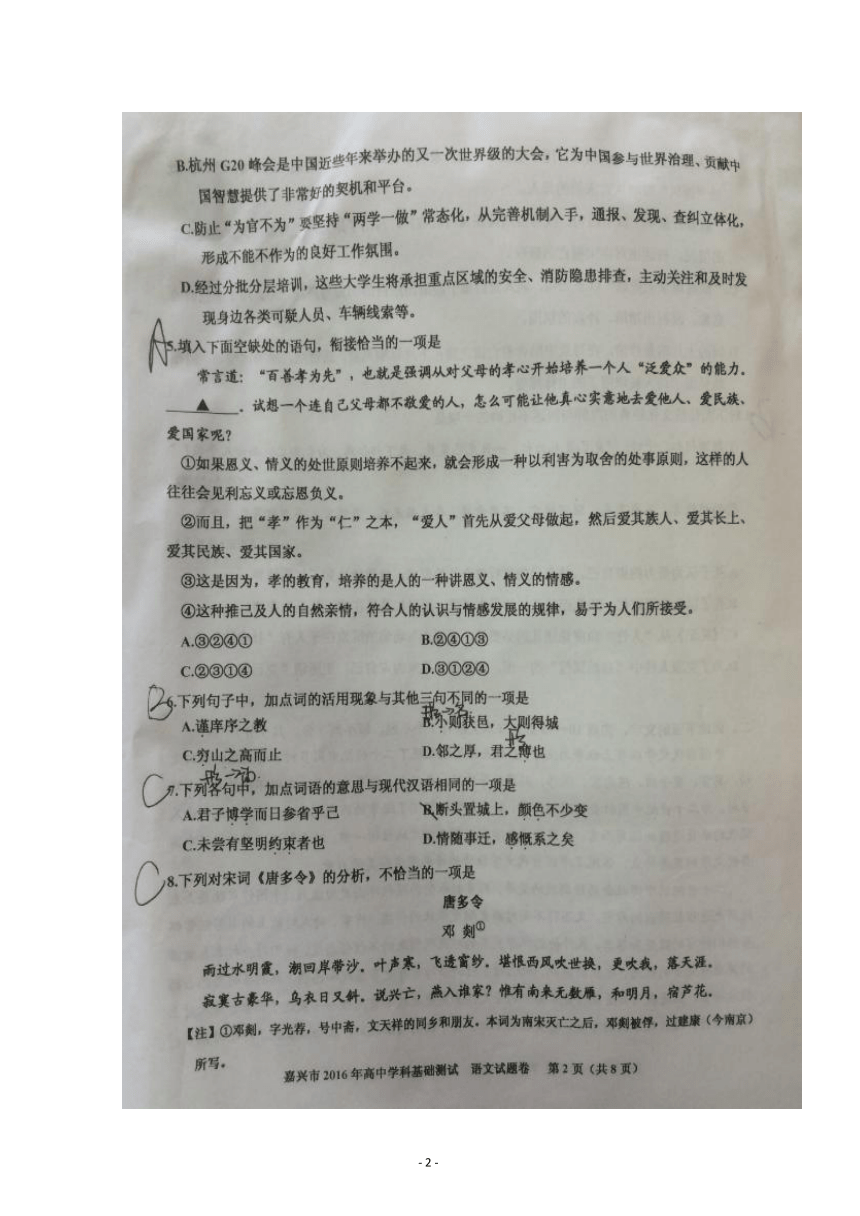 B.杭州 G20 峰会是中国近些年来举办的又一次世界级的大会，它为中国参与世界治理、贡献中
国智慧提供了非常好的契机和平台。
C.防止“为官不为”要坚持“两学一做”常态化，从完善机制入手，通报、发现、查纠立体化，
形成不能不作为的良好工作氛围。
D.经过分批分层培训，这些大学生将承担重点区域的安全、消防隐患排查，主动关注和及时发
现身边各类可疑人员、车辆线索等。
A
5.填入下面空缺处的语句，衔接恰当的一项是
常言道：“百善孝为先”，也就是强调从对父母的孝心开始培养一个人“泛爱众”的能力。
▲ 。试想一个连自己父母都不敬爱的人，怎么可能让他真心实意地去爱他人、爱民族、
爱国家呢？
①如果恩义、情义的处世原则培养不起来，就会形成一种以利害为取舍的处事原则，这样的人
往往会见利忘义或忘恩负义。
②而且，把“孝”作为“仁”之本，“爱人”首先从爱父母做起，然后爱其族人、爱其长上、
爱其民族、爱其国家。
③这是因为，孝的教育，培养的是人的一种讲恩义、情义的情感。
④这种推己及人的自然亲情，符合人的认识与情感发展的规律，易于为人们所接受。
A.③②④① B.②④①③
C.②③①④ D.③①②④
B
6.下列句子中，加点词的活用现象与其他三句不同的一项是
形→名
A.谨庠序之教 B.小则获邑，大则得城
形
C.穷山之高而止 D.邻之厚，君之薄也
形→动
C
7.下列各句中，加点词语的意思与现代汉语相同的一项是
A.君子博学而日参省乎己 B.断头置城上，颜色不少变
C.未尝有坚明约束者也 D.情随事迁，感慨系之矣
C
8.下列对宋词《唐多令》的分析，不恰当的一项是
唐多令
邓 剡①
雨过水明霞，潮回岸带沙。叶声寒，飞透窗纱。堪恨西风吹世换，更吹我，落天涯。
寂寞古豪华，乌衣日又斜。说兴亡，燕入谁家？惟有南来无数雁，和明月，宿芦花。
【注】①邓剡，字光荐，号中斋，文天祥的同乡和朋友。本词为南宋灭亡之后，邓剡被俘，过建康（今南京）
所写。
嘉兴市 2016 年高中学科基础测试 语文试题卷 第 2 页（共 8 页）
- 2 -